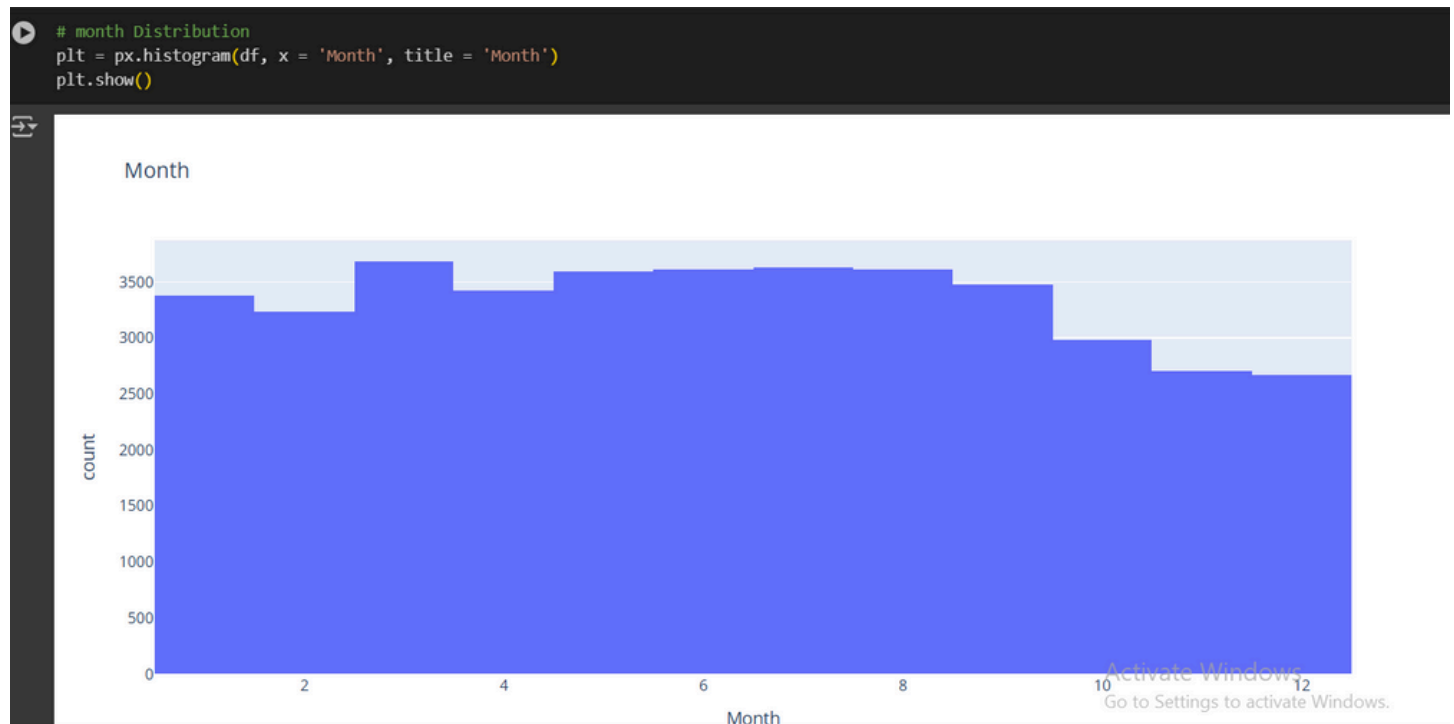 # month Distribution
plt = px.histogram(df, x = 'Month', title = 'Month')
plt.show()
Month
3500
3000
2500
2000
1500
1000
500
0
count
2 4 6 8 10 12
Month
Activate Windows
Go to Settings to activate Windows.